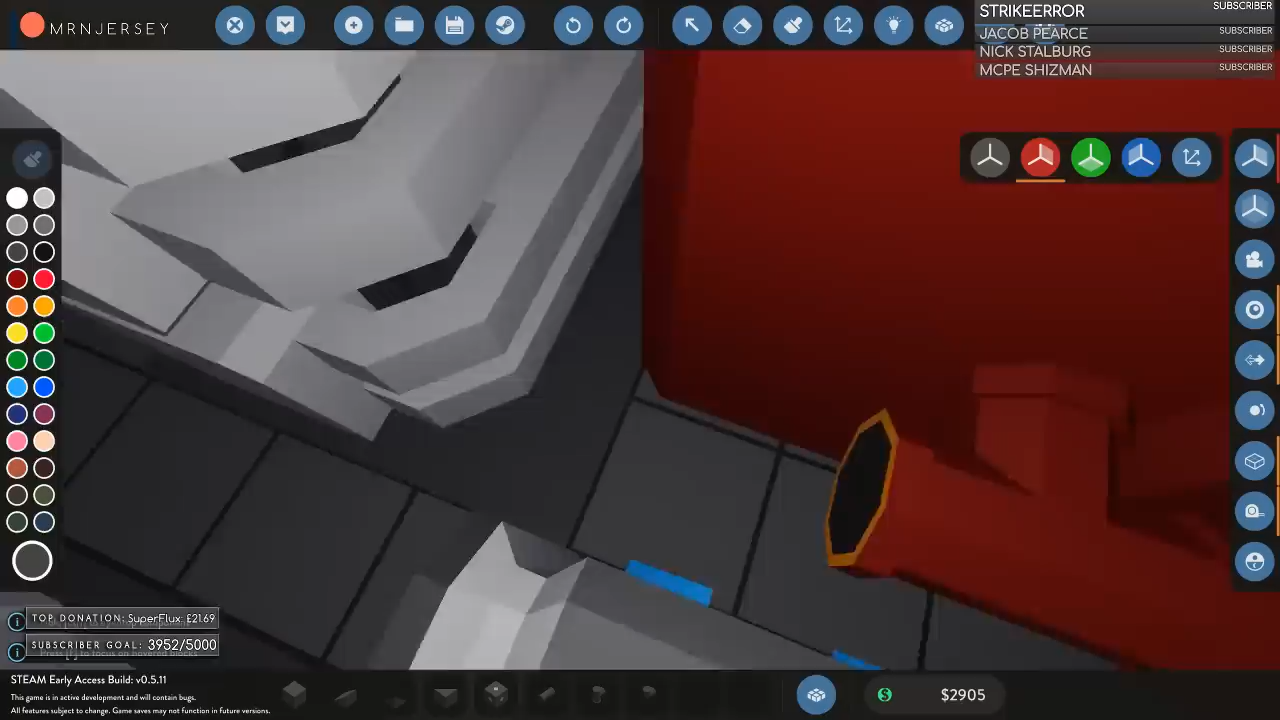 MRNJERSEY
STRIKEERROR SUBSCRIBER
JACOB PEARCE SUBSCRIBER
NICK STALBURG SUBSCRIBER
MCPE SHIZMAN SUBSCRIBER
TOP DONATION: SuperFlux: £21.69
SUBSCRIBER GOAL: 3952/5000
STEAM Early Access Build: v0.5.11
This game is in active development and will contain bugs.
All features subject to change. Game saves may not function in future versions.
$ $2905